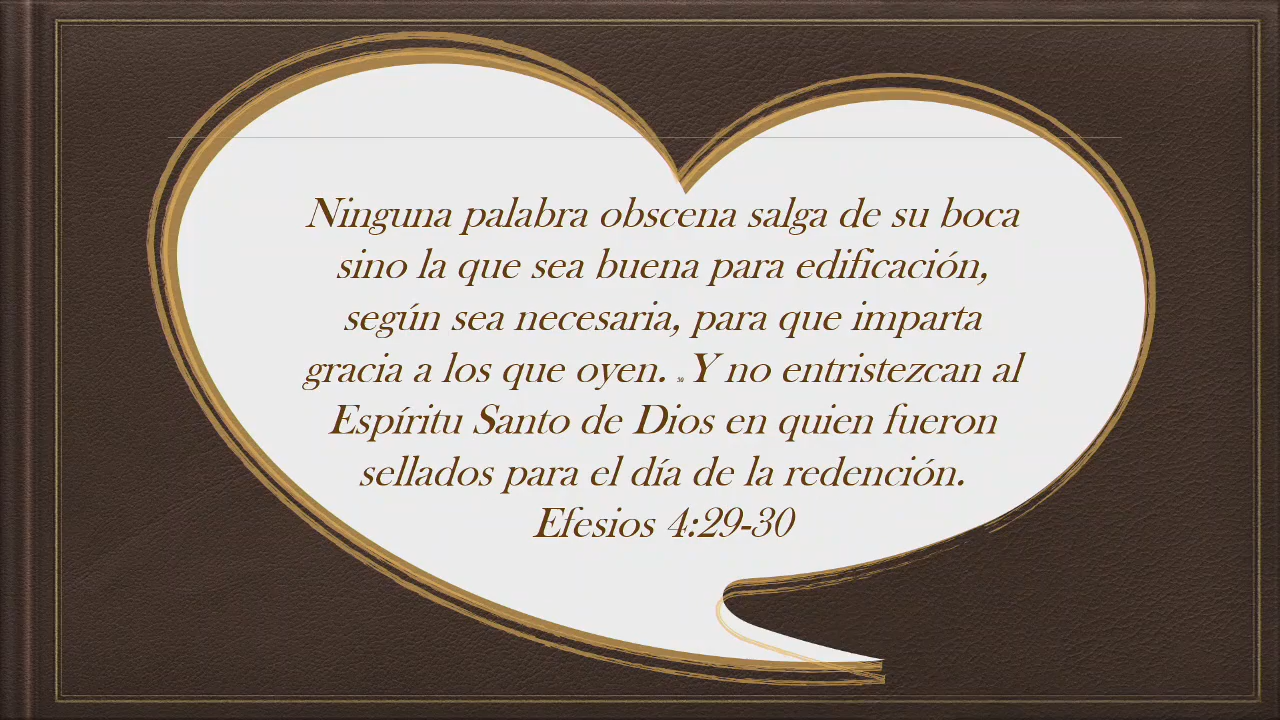 Ninguna palabra obscena salga de su boca
sino la que sea buena para edificación,
según sea necesaria, para que imparta
gracia a los que oyen. 30 Y no entristezcan al
Espíritu Santo de Dios en quien fueron
sellados para el día de la redención.
Efesios 4:29-30